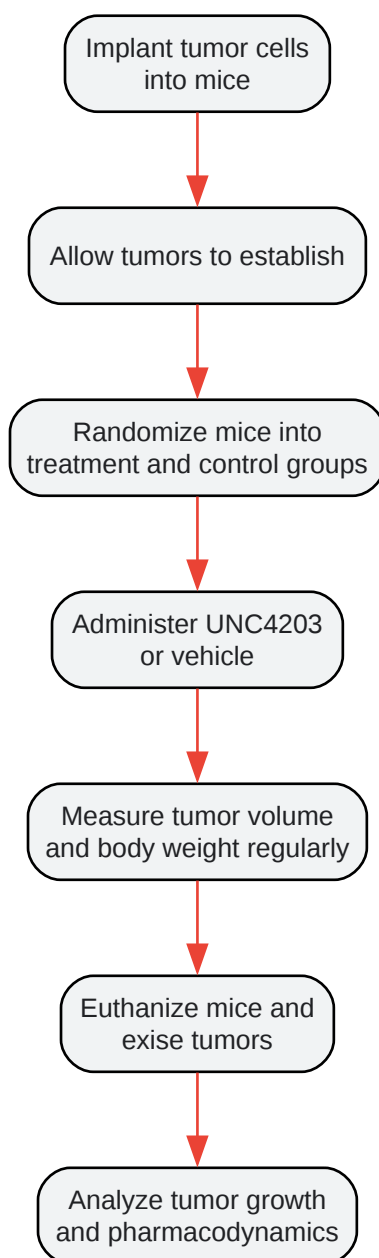 Implant tumor cells
into mice
Allow tumors to establish
Randomize mice into
treatment and control groups
Administer UNC4203
or vehicle
Measure tumor volume
and body weight regularly
Euthanize mice and
exise tumors
Analyze tumor growth
and pharmacodynamics